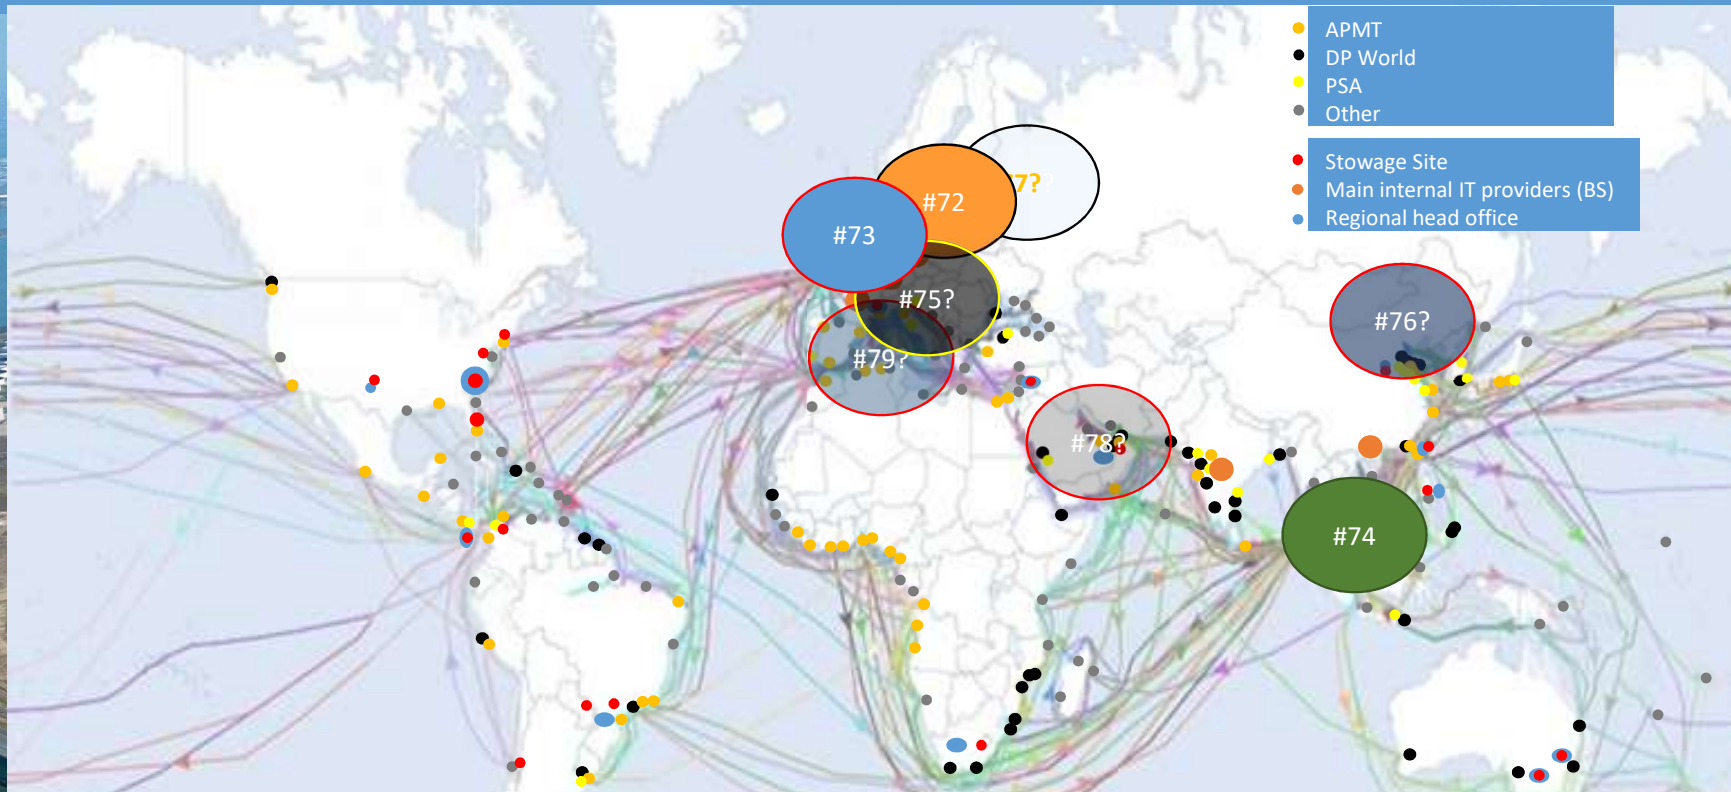 APMT
DP World
PSA
Other
Stowage Site
Main internal IT providers (BS)
Regional head office
7?
#72
#73
#75?
#76?
#79?
#78?
#74